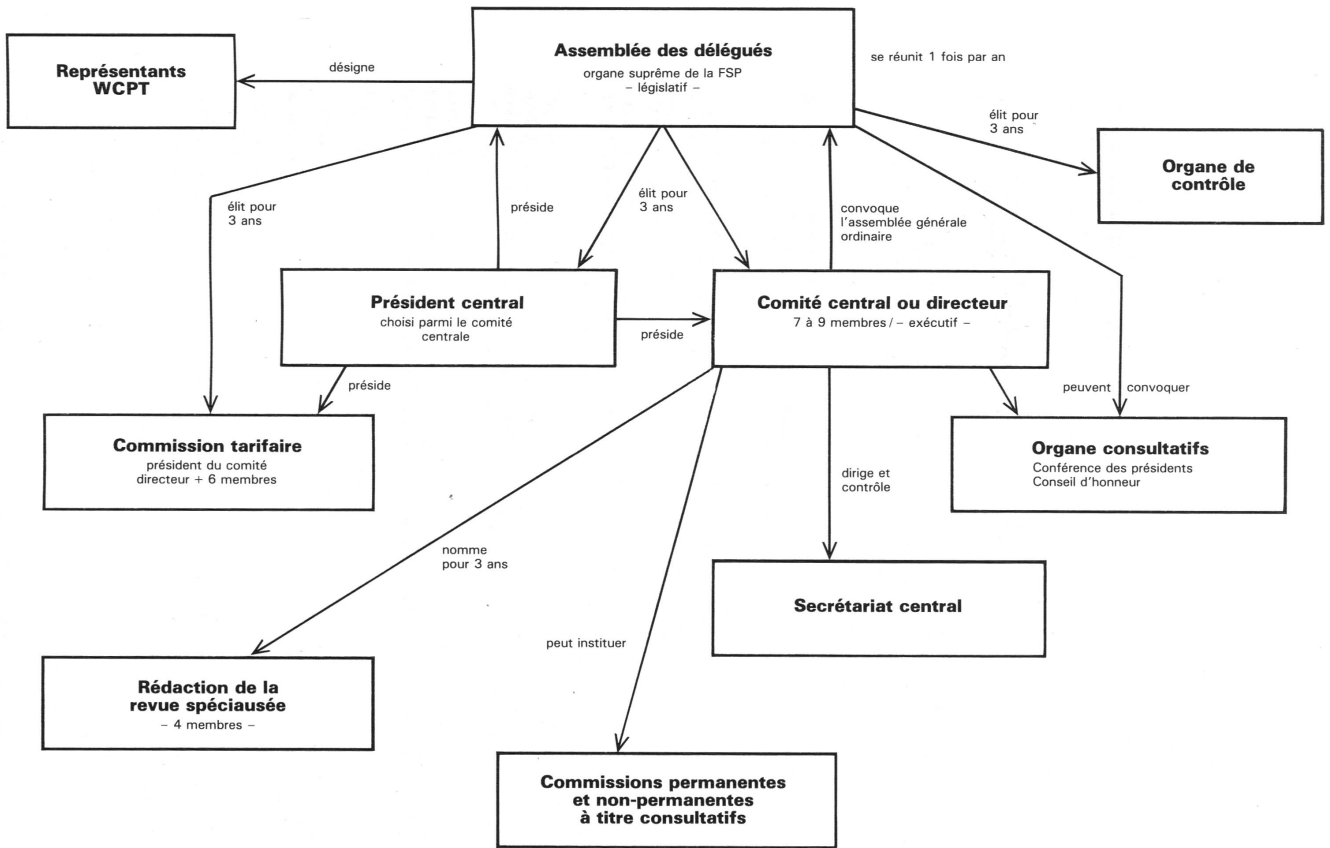 Assemblée des délégués
organe suprême de la FSP
– législatif –
se réunit 1 fois par an
Représentants
WCPT
désigne
élit pour
3 ans
Organe de
contrôle
élit pour
3 ans
préside
élit pour
3 ans
convoque
l'assemblée générale
ordinaire
Président central
choisi parmi le comité
centrale
préside
Comité central ou directeur
7 à 9 membres / – exécutif –
préside
peuvent convoquer
Commission tarifaire
président du comité
directeur + 6 membres
Organe consultatifs
Conférence des présidents
Conseil d'honneur
dirige et
contrôle
nomme
pour 3 ans
Secrétariat central
peut instituer
Rédaction de la
revue spéciausée
– 4 membres –
Commissions permanentes
et non-permanentes
à titre consultatifs